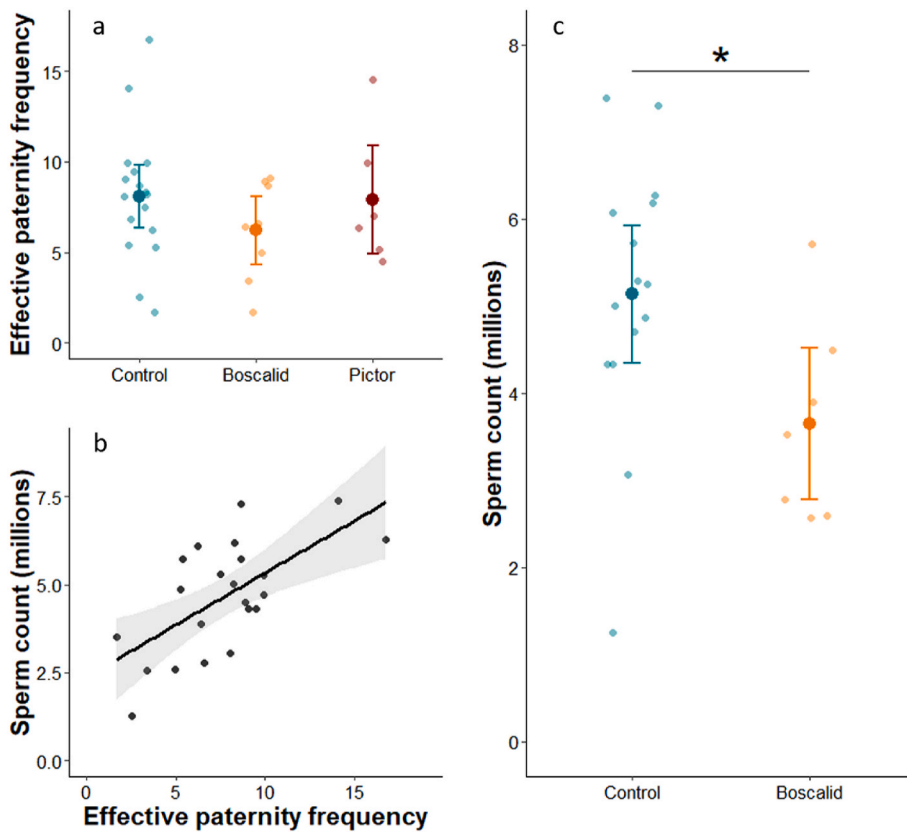 a
Effective paternity frequency
15
10
5
0
Control Boscalid Pictor
b
Sperm count (millions)
7.5
5.0
2.5
0.0
0 5 10 15
Effective paternity frequency
c
*
Sperm count (millions)
8
6
4
2
0
Control Boscalid